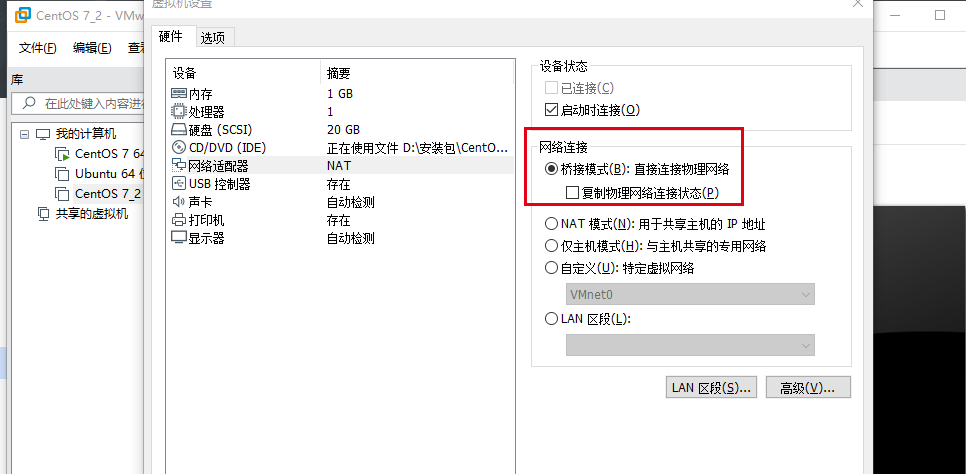 CentOS 7_2 - VMw
虚拟机设置
文件(F) 编辑(E) 查看
硬件 选项
库
在此处键入内容进行
我的计算机
CentOS 7 64
Ubuntu 64 位
CentOS 7_2
共享的虚拟机
设备 摘要
内存 1 GB
处理器 1
硬盘 (SCSI) 20 GB
CD/DVD (IDE) 正在使用文件 D:\安装包\CentO...
网络适配器 NAT
USB 控制器 存在
声卡 自动检测
打印机 存在
显示器 自动检测
设备状态
已连接(C)
启动时连接(O)
网络连接
桥接模式(B): 直接连接物理网络
复制物理网络连接状态(P)
NAT 模式(N): 用于共享主机的 IP 地址
仅主机模式(H): 与主机共享的专用网络
自定义(U): 特定虚拟网络
VMnet0
LAN 区段(L):
LAN 区段(S)... 高级(V)...